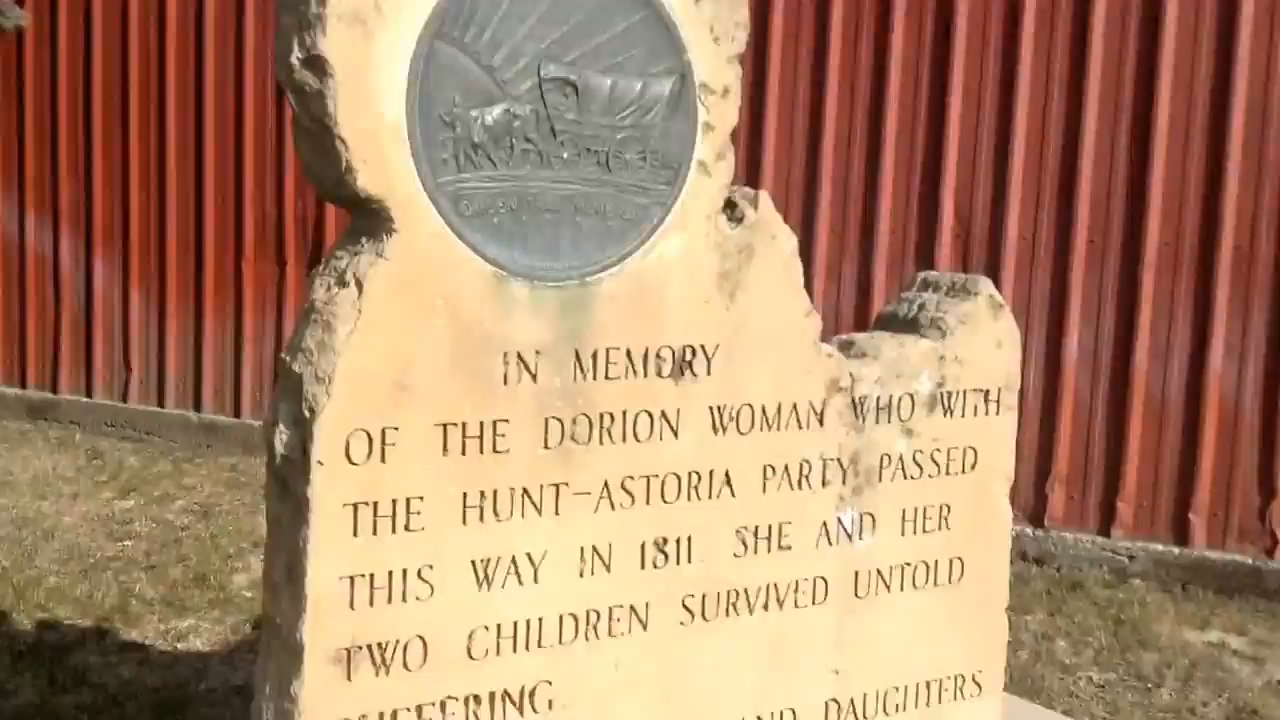 IN MEMORY
OF THE DORION WOMAN WHO WITH
THE HUNT-ASTORIA PARTY PASSED
THIS WAY IN 1811. SHE AND HER
TWO CHILDREN SURVIVED UNTOLD
SUFFERING.
AND DAUGHTERS